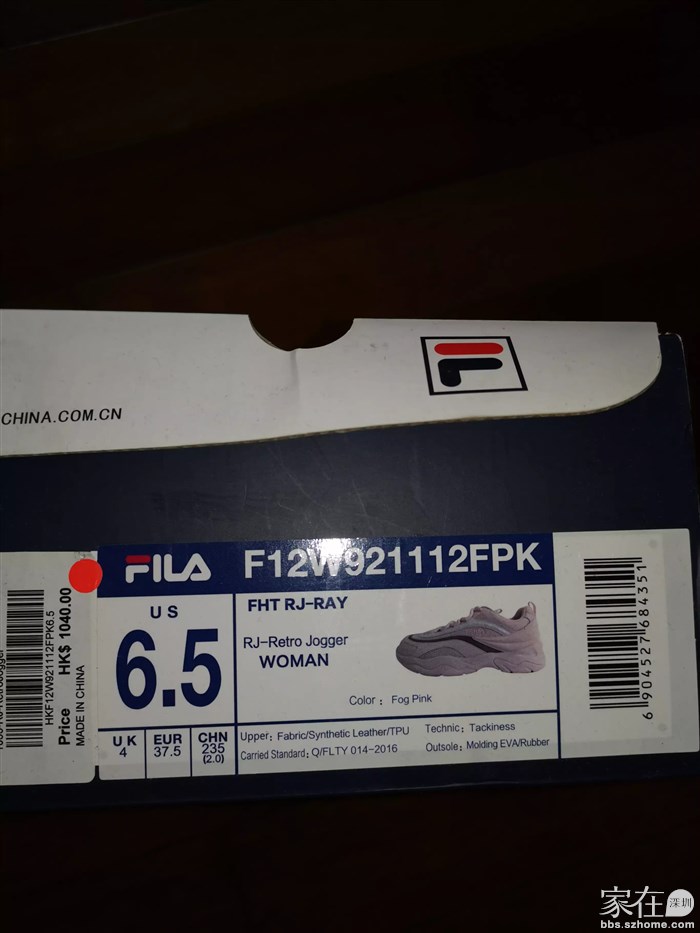 CHINA.COM.CN
FILA
F12W921112FPK
US
6.5
UK
4
EUR
37.5
CHN
235
(2.0)
FHT RJ-RAY
RJ-Retro Jogger
WOMAN
Color : Fog Pink
Upper: Fabric/Synthetic Leather/TPU
Technic: Tackiness
Carried Standard: Q/FLTY 014-2016
Outsole: Molding EVA/Rubber
6 904527 684351
HKF12W921112FPK6.5
Price HK$ 1040.00
MADE IN CHINA
家在
深圳
bbs.szhome.com